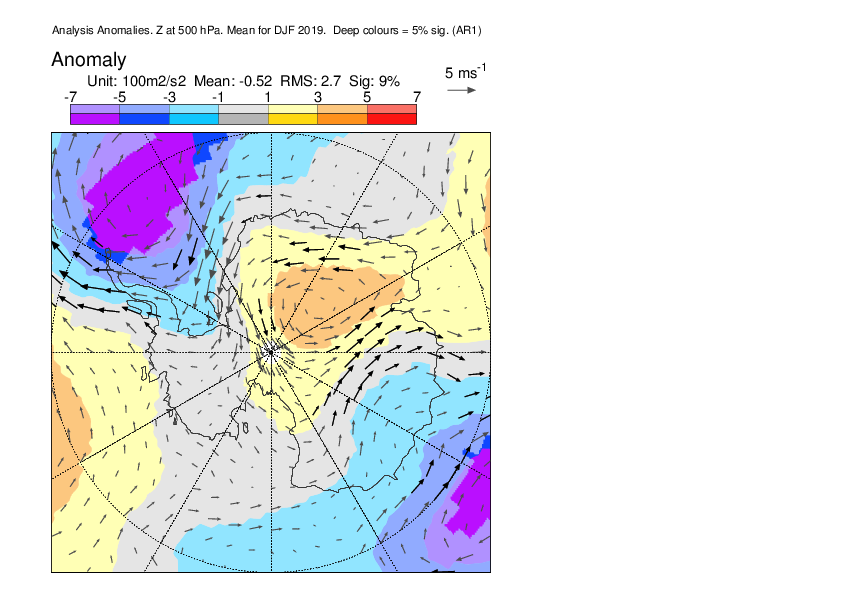 Analysis Anomalies. Z at 500 hPa. Mean for DJF 2019.  Deep colours = 5% sig. (AR1)
Anomaly
5 ms-1
Unit: 100m2/s2  Mean: -0.52  RMS: 2.7  Sig: 9%
-7 -5 -3 -1 1 3 5 7